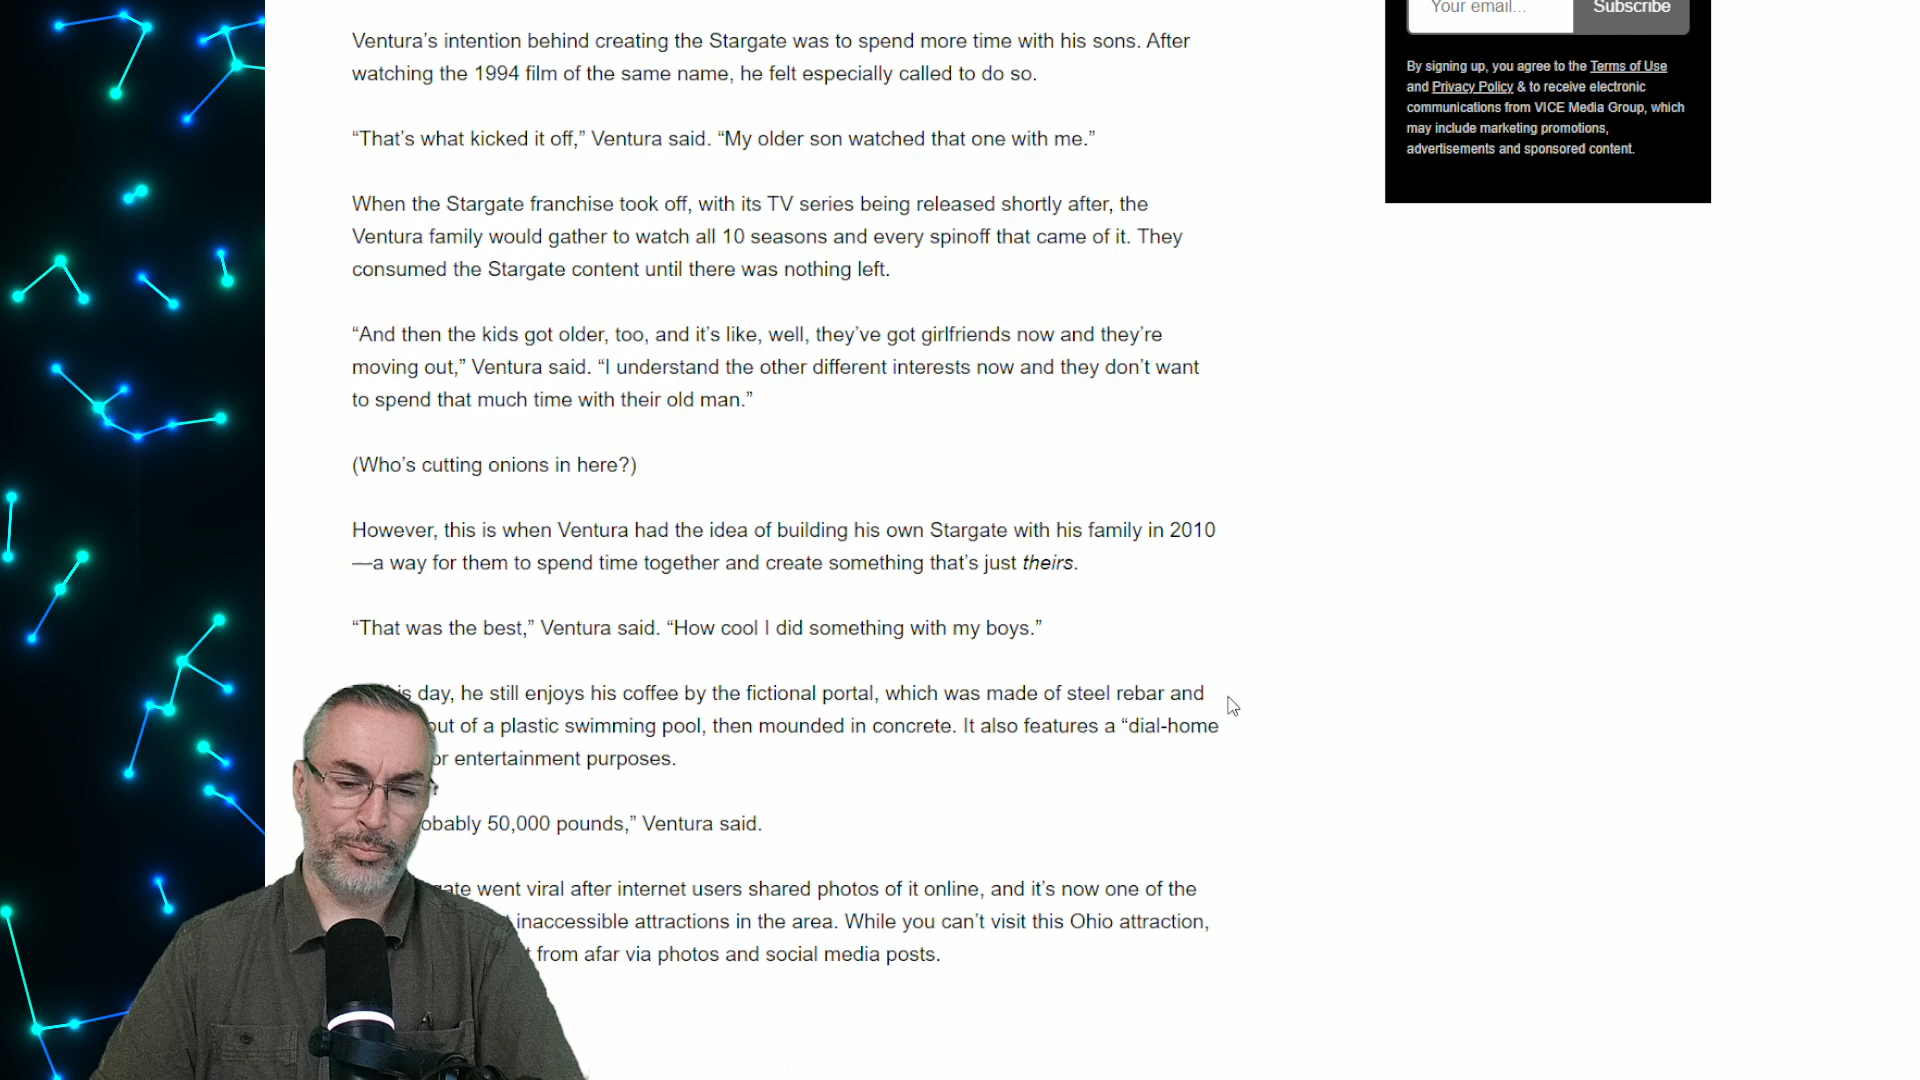 Your email...
Subscribe
By signing up, you agree to the Terms of Use
and Privacy Policy & to receive electronic
communications from VICE Media Group, which
may include marketing promotions,
advertisements and sponsored content.
Ventura’s intention behind creating the Stargate was to spend more time with his sons. After
watching the 1994 film of the same name, he felt especially called to do so.
“That’s what kicked it off,” Ventura said. “My older son watched that one with me.”
When the Stargate franchise took off, with its TV series being released shortly after, the
Ventura family would gather to watch all 10 seasons and every spinoff that came of it. They
consumed the Stargate content until there was nothing left.
“And then the kids got older, too, and it’s like, well, they’ve got girlfriends now and they’re
moving out,” Ventura said. “I understand the other different interests now and they don’t want
to spend that much time with their old man.”
(Who’s cutting onions in here?)
However, this is when Ventura had the idea of building his own Stargate with his family in 2010
—a way for them to spend time together and create something that’s just theirs.
“That was the best,” Ventura said. “How cool I did something with my boys.”
day, he still enjoys his coffee by the fictional portal, which was made of steel rebar and
out of a plastic swimming pool, then mounded in concrete. It also features a “dial-home
or entertainment purposes.
50,000 pounds,” Ventura said.
went viral after internet users shared photos of it online, and it’s now one of the
inaccessible attractions in the area. While you can’t visit this Ohio attraction,
from afar via photos and social media posts.